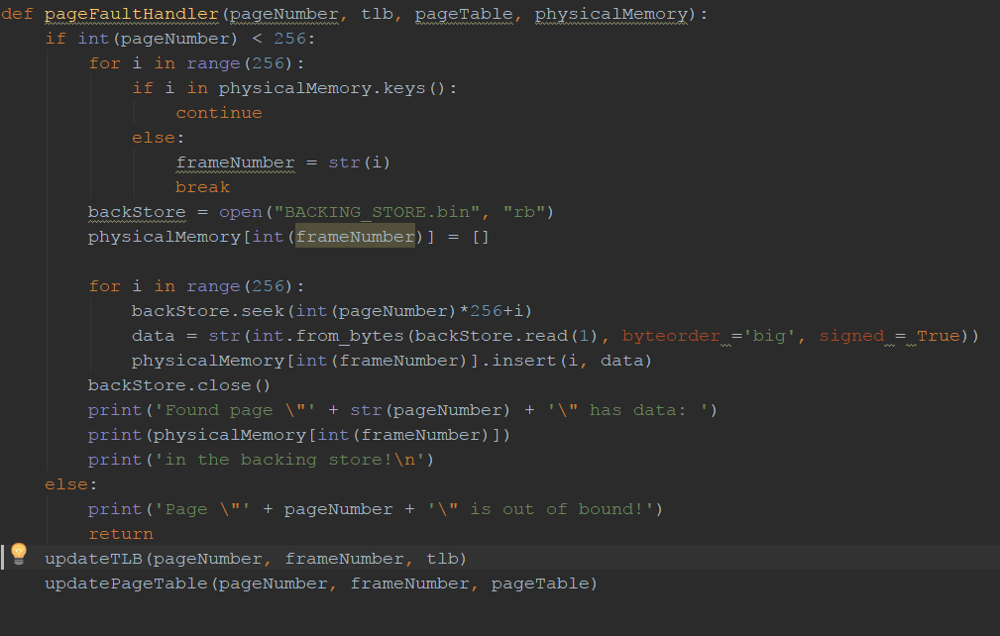 def pageFaultHandler(pageNumber, tlb, pageTable, physicalMemory):
    if int(pageNumber) < 256:
        for i in range(256):
            if i in physicalMemory.keys():
                continue
            else:
                frameNumber = str(i)
                break
        backStore = open("BACKING_STORE.bin", "rb")
        physicalMemory[int(frameNumber)] = []

        for i in range(256):
            backStore.seek(int(pageNumber)*256+i)
            data = str(int.from_bytes(backStore.read(1), byteorder ='big', signed = True))
            physicalMemory[int(frameNumber)].insert(i, data)
        backStore.close()
        print('Found page \"' + str(pageNumber) + '\" has data: ')
        print(physicalMemory[int(frameNumber)])
        print('in the backing store!\n')
    else:
        print('Page \"' + pageNumber + '\" is out of bound!')
        return
    updateTLB(pageNumber, frameNumber, tlb)
    updatePageTable(pageNumber, frameNumber, pageTable)